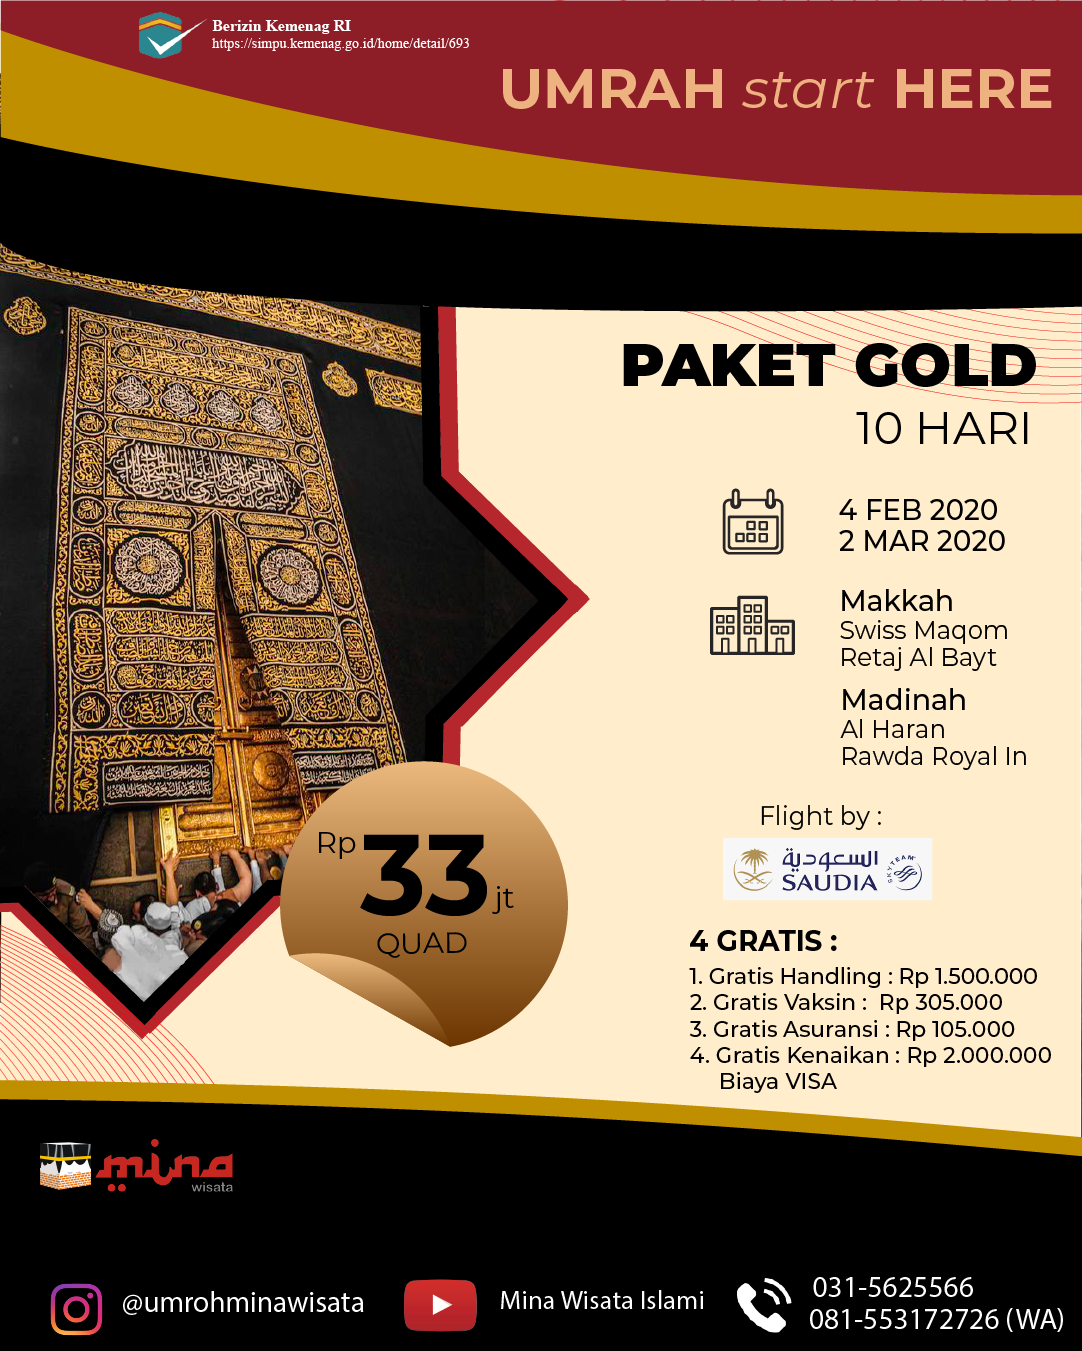 Berizin Kemenag RI
https://simpu.kemenag.go.id/home/detail/693
UMRAH start HERE
PAKET GOLD
10 HARI
4 FEB 2020
2 MAR 2020
Makkah
Swiss Maqom
Retaj Al Bayt
Madinah
Al Haran
Rawda Royal In
Flight by :
السعودية
SAUDIA
SKYTEAM
Rp 33 jt
QUAD
4 GRATIS :
1. Gratis Handling : Rp 1.500.000
2. Gratis Vaksin : Rp 305.000
3. Gratis Asuransi : Rp 105.000
4. Gratis Kenaikan : Rp 2.000.000
Biaya VISA
mina
wisata
@umrohminawisata
Mina Wisata Islami
031-5625566
081-553172726 (WA)